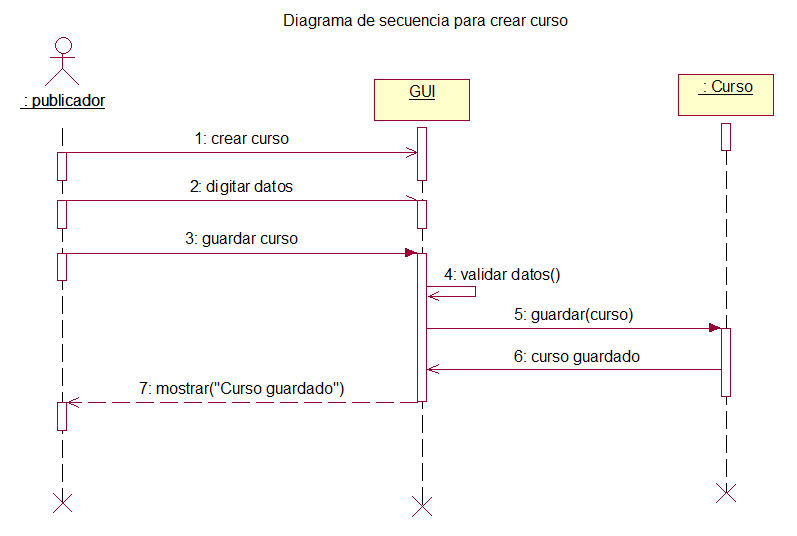 Diagrama de secuencia para crear curso
: publicador
GUI
: Curso
1: crear curso
2: digitar datos
3: guardar curso
4: validar datos()
5: guardar(curso)
6: curso guardado
7: mostrar("Curso guardado")